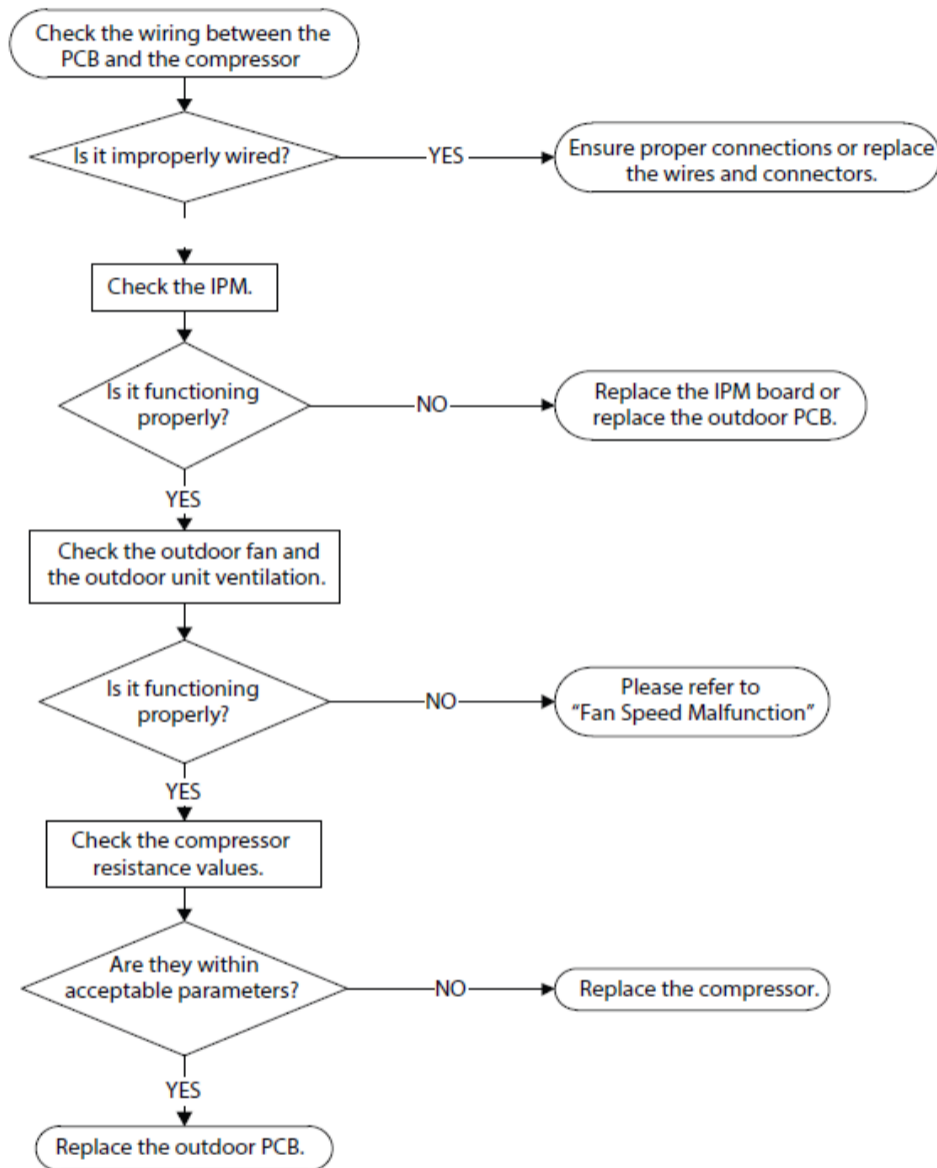 Check the wiring between the
PCB and the compressor
Is it improperly wired?
YES
Ensure proper connections or replace
the wires and connectors.
Check the IPM.
Is it functioning
properly?
NO
Replace the IPM board or
replace the outdoor PCB.
YES
Check the outdoor fan and
the outdoor unit ventilation.
Is it functioning
properly?
NO
Please refer to
“Fan Speed Malfunction”
YES
Check the compressor
resistance values.
Are they within
acceptable parameters?
NO
Replace the compressor.
YES
Replace the outdoor PCB.